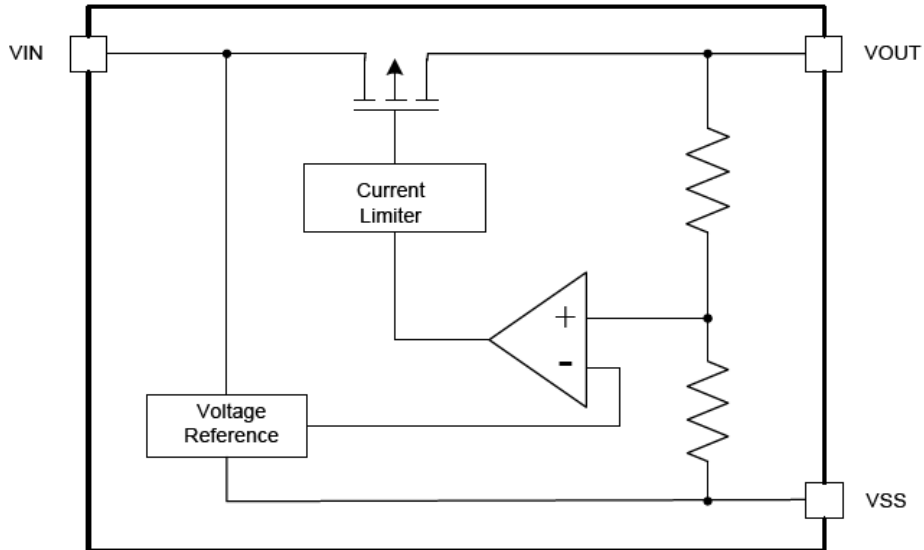 VIN
VOUT
Current
Limiter
+
-
Voltage
Reference
VSS